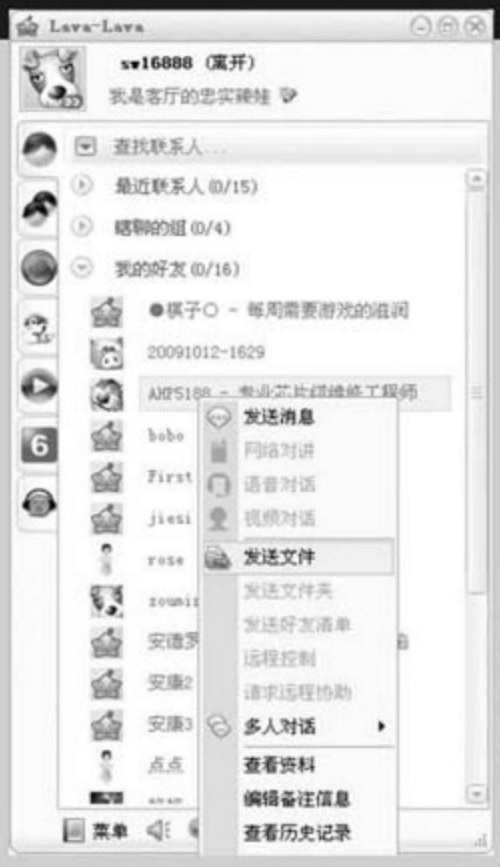 Lava-Lava
sw16888 (离开)
我是客厅的忠实辣蛙
查找联系人...
最近联系人(0/15)
瞎聊的组(0/4)
我的好友(0/16)
●棋子○ - 每周需要游戏的滋润
20091012-1629
AHPS188 - 专业芯片级维修工程师
发送消息
bobo
网络对讲
First
语音对话
jiesi
视频对话
rose
发送文件
发送文件夹
发送好友清单
远程控制
安康2
请求远程协助
安康3
多人对话
点点
查看资料
编辑备注信息
6
菜单
查看历史记录